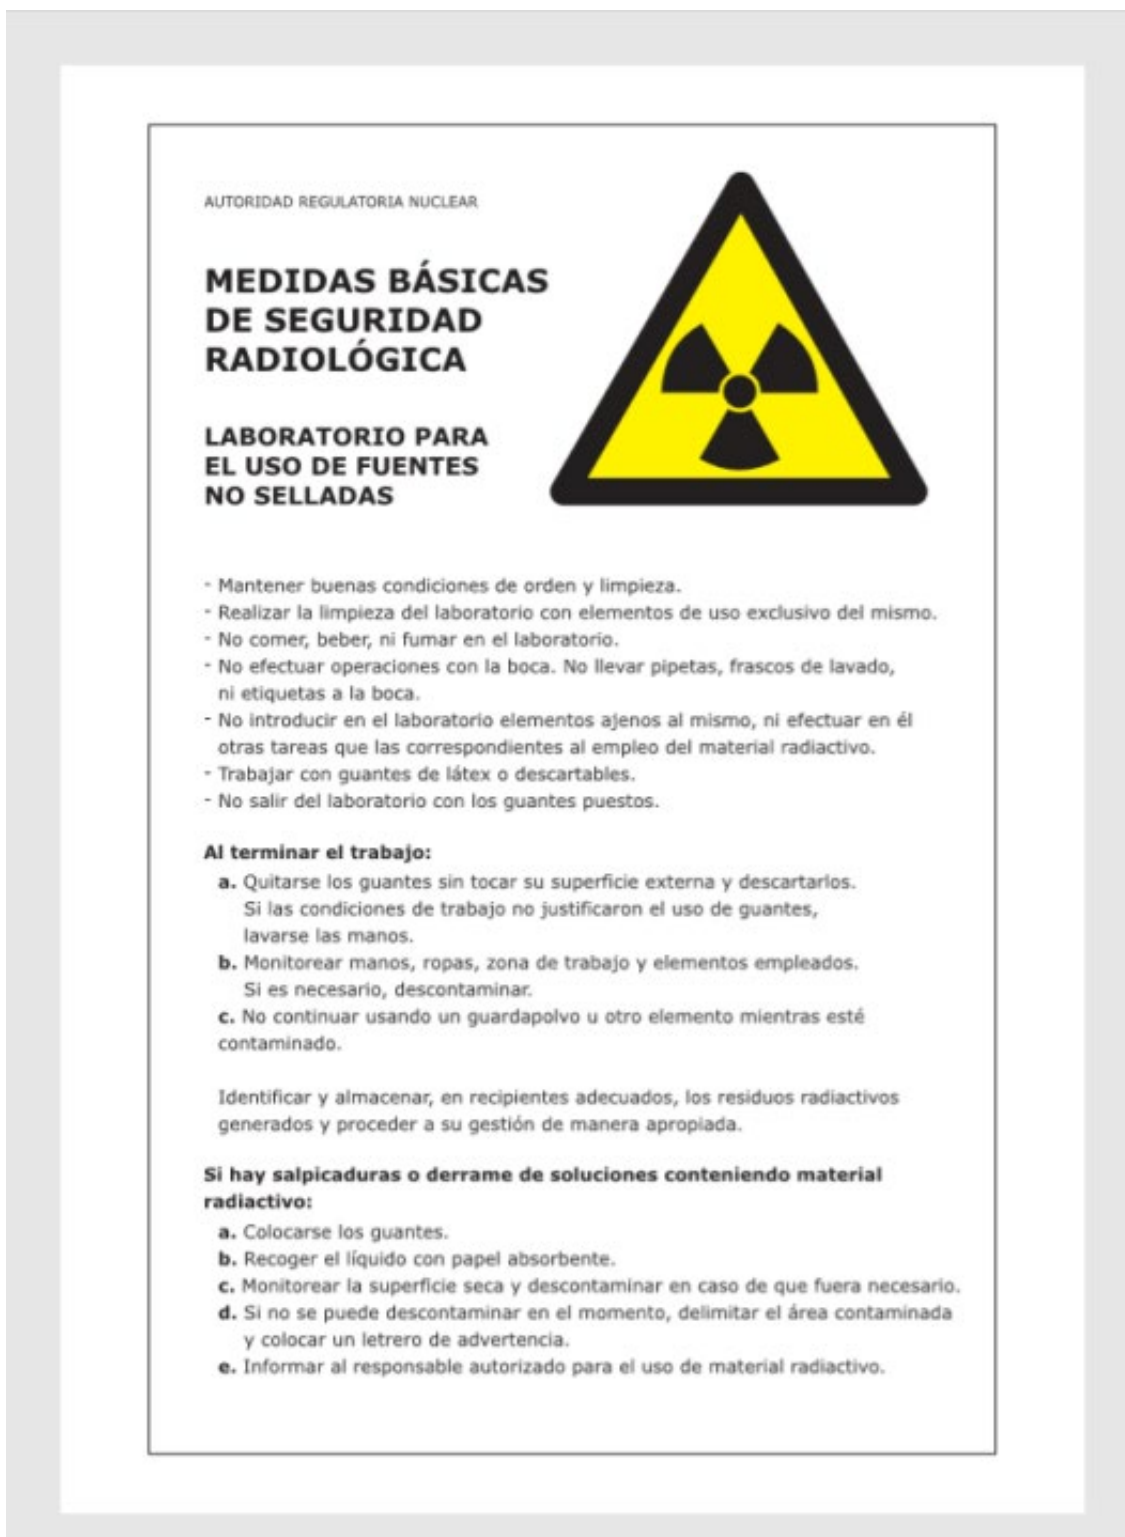 AUTORIDAD REGULATORIA NUCLEAR
MEDIDAS BÁSICAS
DE SEGURIDAD
RADIOLÓGICA
LABORATORIO PARA
EL USO DE FUENTES
NO SELLADAS
- Mantener buenas condiciones de orden y limpieza.
- Realizar la limpieza del laboratorio con elementos de uso exclusivo del mismo.
- No comer, beber, ni fumar en el laboratorio.
- No efectuar operaciones con la boca. No llevar pipetas, frascos de lavado,
ni etiquetas a la boca.
- No introducir en el laboratorio elementos ajenos al mismo, ni efectuar en él
otras tareas que las correspondientes al empleo del material radiactivo.
- Trabajar con guantes de látex o descartables.
- No salir del laboratorio con los guantes puestos.
Al terminar el trabajo:
a. Quitarse los guantes sin tocar su superficie externa y descartarlos.
Si las condiciones de trabajo no justificaron el uso de guantes,
lavarse las manos.
b. Monitorear manos, ropas, zona de trabajo y elementos empleados.
Si es necesario, descontaminar.
c. No continuar usando un guardapolvo u otro elemento mientras esté
contaminado.
Identificar y almacenar, en recipientes adecuados, los residuos radiactivos
generados y proceder a su gestión de manera apropiada.
Si hay salpicaduras o derrame de soluciones conteniendo material
radiactivo:
a. Colocarse los guantes.
b. Recoger el líquido con papel absorbente.
c. Monitorear la superficie seca y descontaminar en caso de que fuera necesario.
d. Si no se puede descontaminar en el momento, delimitar el área contaminada
y colocar un letrero de advertencia.
e. Informar al responsable autorizado para el uso de material radiactivo.